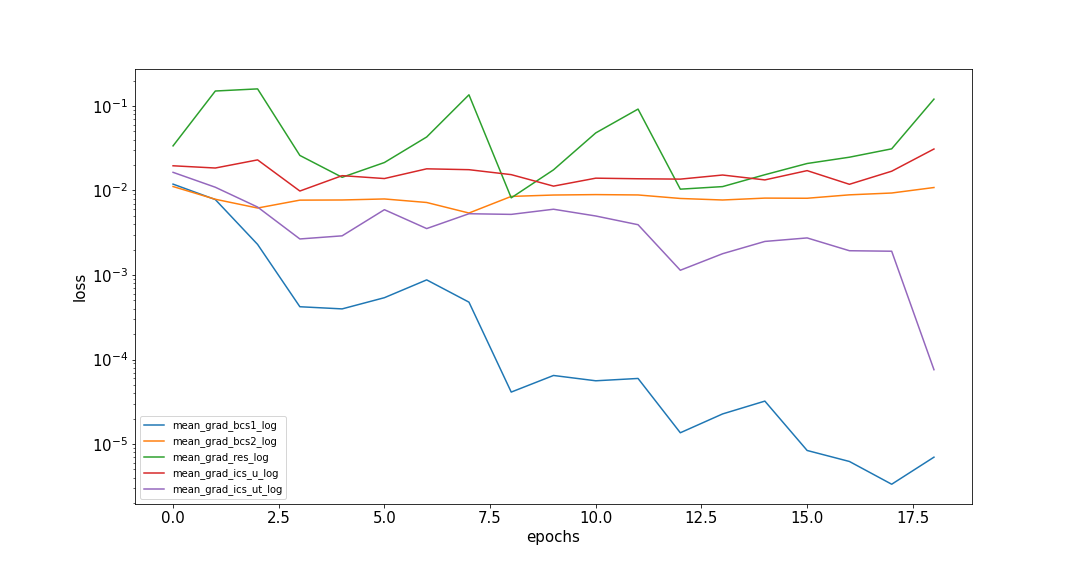 10⁻¹
10⁻²
10⁻³
10⁻⁴
10⁻⁵
loss
mean_grad_bcs1_log
mean_grad_bcs2_log
mean_grad_res_log
mean_grad_ics_u_log
mean_grad_ics_ut_log
0.0 2.5 5.0 7.5 10.0 12.5 15.0 17.5
epochs